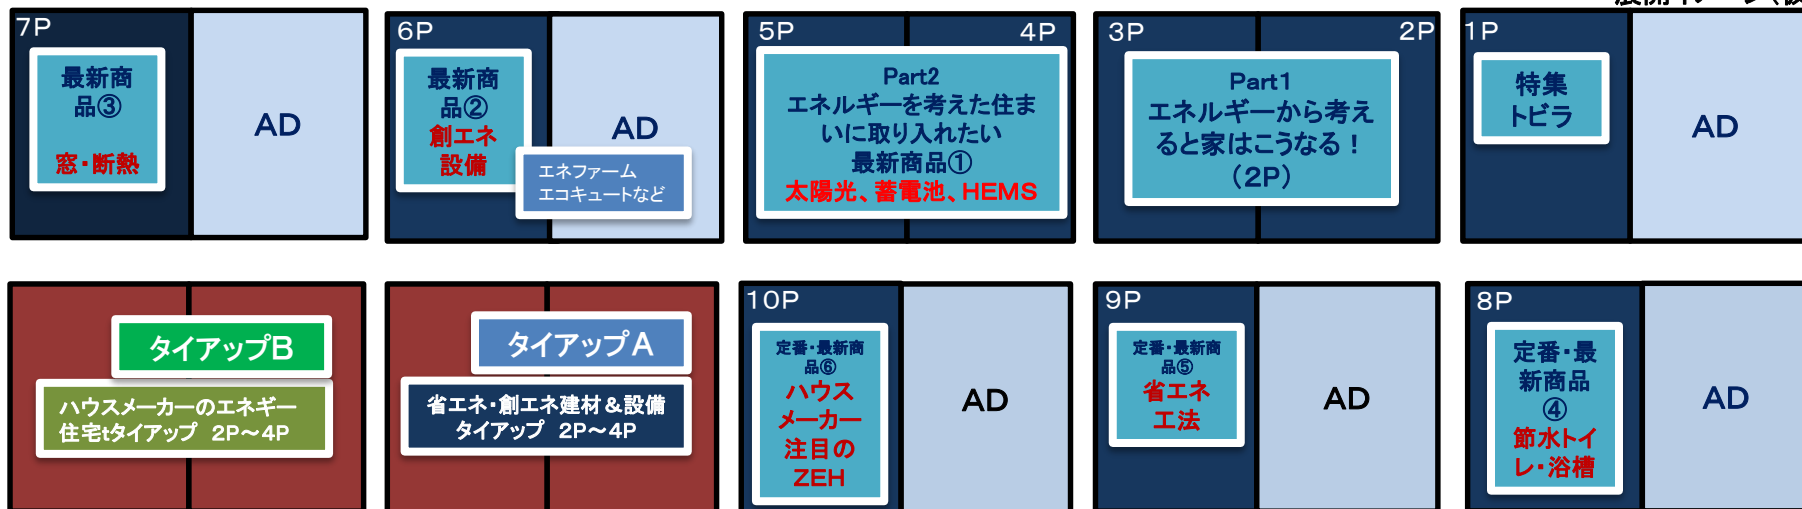 7P
最新商
品③
窓・断熱
AD
6P
最新商
品②
創エネ
設備
AD
エネファーム
エコキュートなど
5P
4P
Part2
エネルギーを考えた住ま
いに取り入れたい
最新商品①
太陽光、蓄電池、HEMS
3P
2P
Part1
エネルギーから考え
ると家はこうなる！
（2P）
1P
特集
トビラ
AD
タイアップB
ハウスメーカーのエネギー
住宅tタイアップ 2P～4P
タイアップA
省エネ・創エネ建材＆設備
タイアップ 2P～4P
10P
定番・最新商
品⑥
ハウス
メーカー
注目の
ZEH
AD
9P
定番・最新商
品⑤
省エネ
工法
AD
8P
定番・最
新商品
④
節水トイ
レ・浴槽
AD